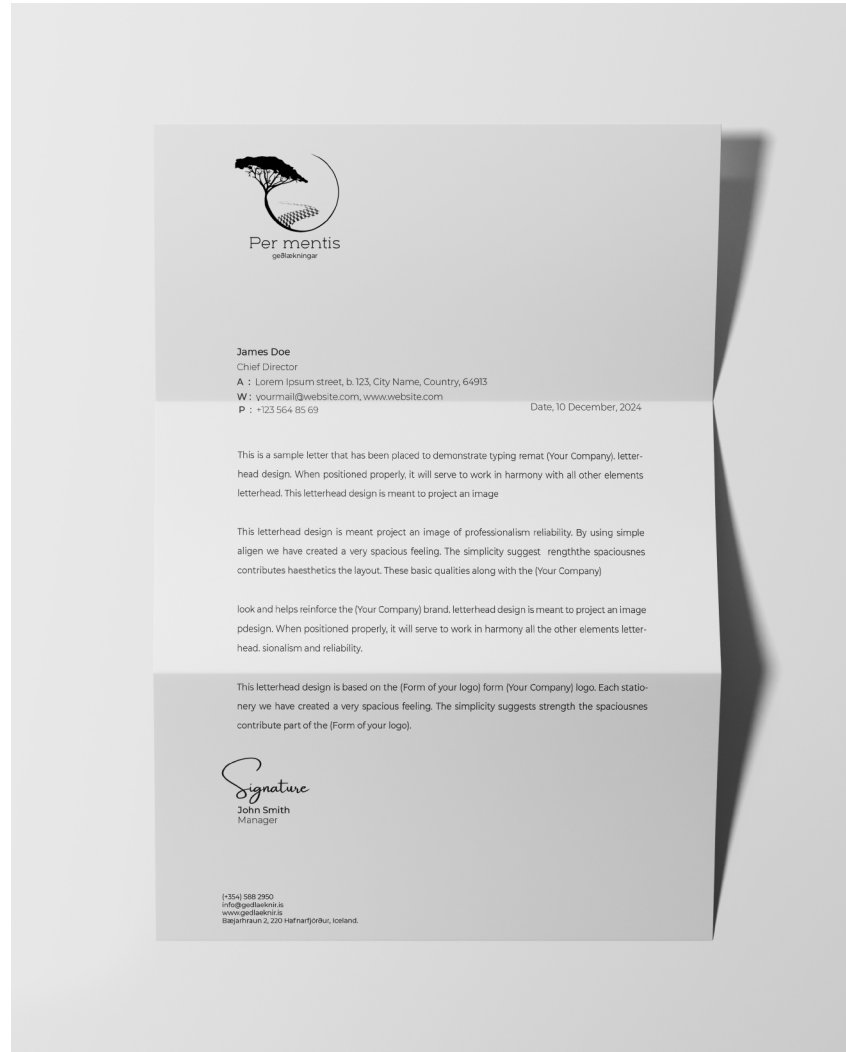 Per mentis
geðlækningar
James Doe
Chief Director
A : Lorem Ipsum street, b. 123, City Name, Country, 64913
W : yourmail@website.com, www.website.com
P : +123 564 85 69
Date, 10 December, 2024
This is a sample letter that has been placed to demonstrate typing remat (Your Company). letter-
head design. When positioned properly, it will serve to work in harmony with all other elements
letterhead. This letterhead design is meant to project an image
This letterhead design is meant project an image of professionalism reliability. By using simple
aligen we have created a very spacious feeling. The simplicity suggest rengththe spaciousnes
contributes haesthetics the layout. These basic qualities along with the (Your Company)
look and helps reinforce the (Your Company) brand. letterhead design is meant to project an image
pdesign. When positioned properly, it will serve to work in harmony all the other elements letter-
head. sionalism and reliability.
This letterhead design is based on the (Form of your logo) form (Your Company) logo. Each statio-
nery we have created a very spacious feeling. The simplicity suggests strength the spaciousnes
contribute part of the (Form of your logo).
Signature
John Smith
Manager
(+354) 588 2950
info@gedlaeknir.is
www.gedlaeknir.is
Bæjarhraun 2, 220 Hafnarfjörður, Iceland.